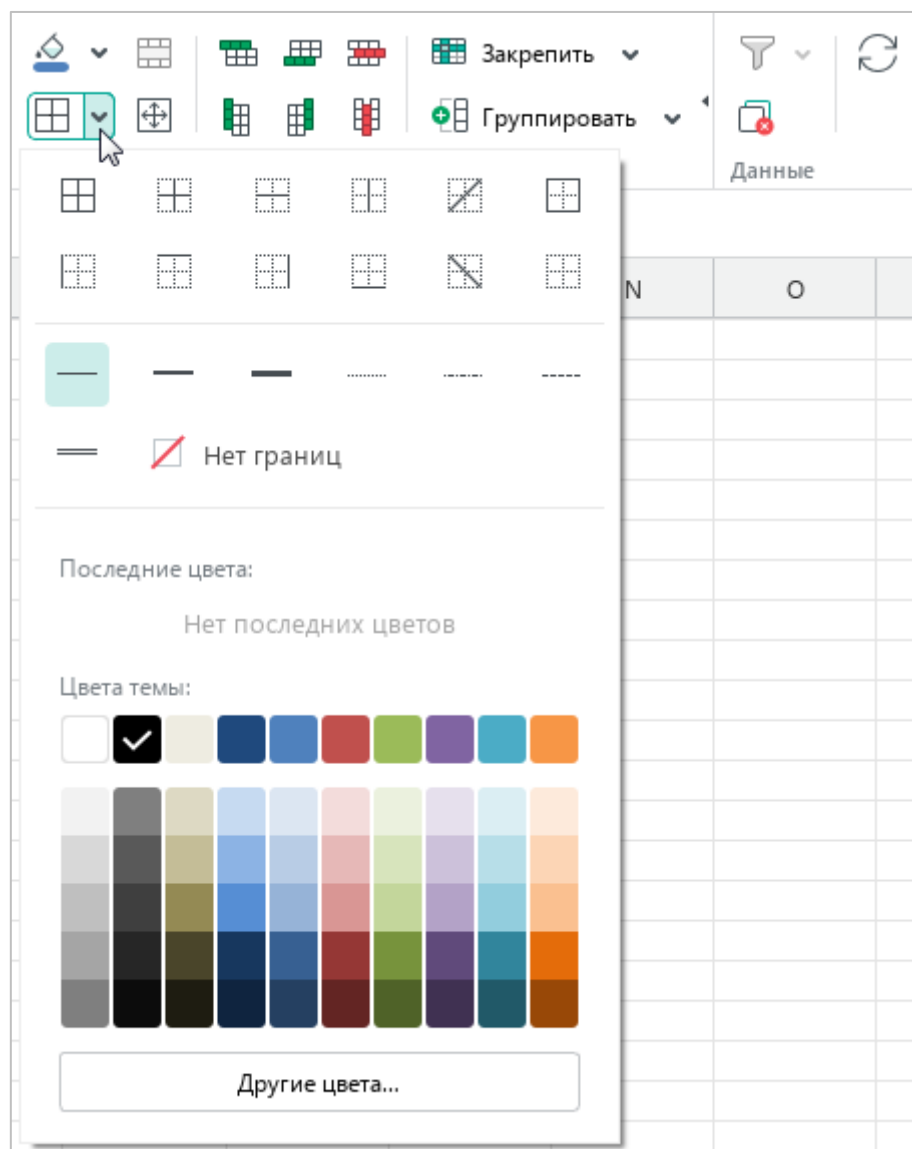 Закрепить
Группировать
Данные
N
O
Нет границ
Последние цвета:
Нет последних цветов
Цвета темы:
Другие цвета...